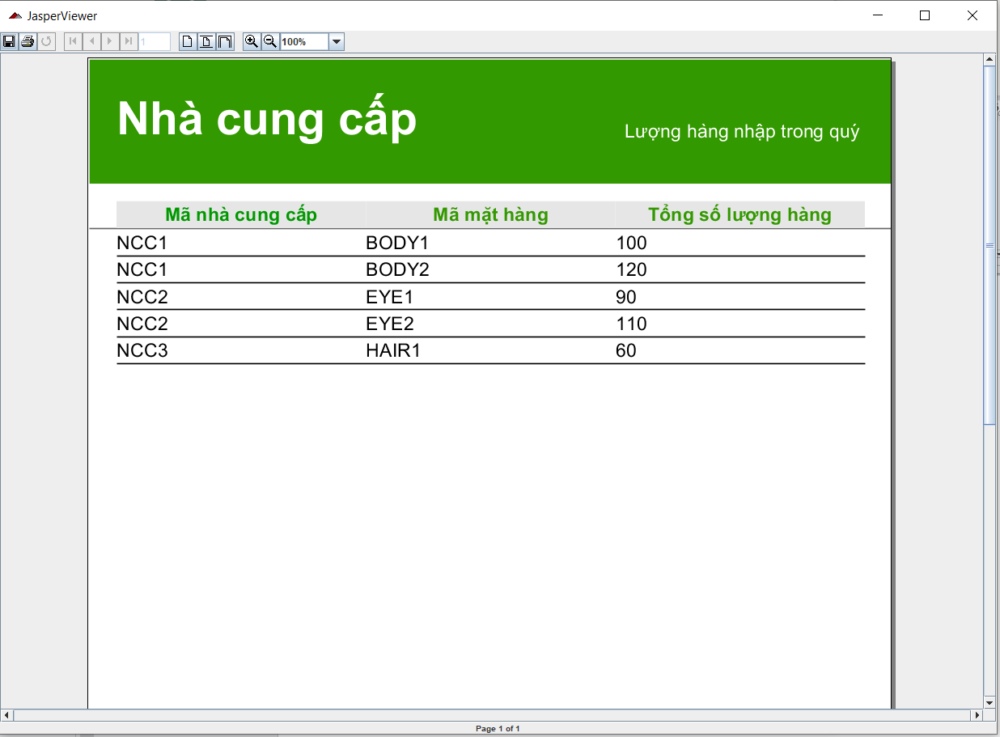 JasperViewer
1
100%
Nhà cung cấp
Lượng hàng nhập trong quý
Mã nhà cung cấp Mã mặt hàng Tổng số lượng hàng
NCC1 BODY1 100
NCC1 BODY2 120
NCC2 EYE1 90
NCC2 EYE2 110
NCC3 HAIR1 60
Page 1 of 1